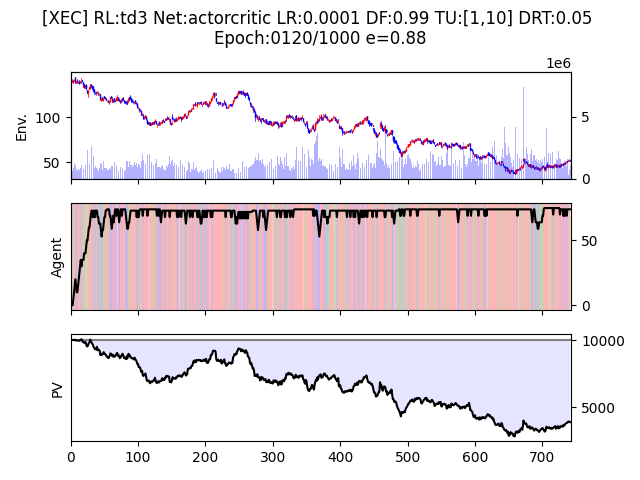 [XEC] RL:td3 Net:actorcritic LR:0.0001 DF:0.99 TU:[1,10] DRT:0.05
Epoch:0120/1000 e=0.88
1e6
Env.
100
50
5
0
Agent
50
0
PV
10000
5000
0 100 200 300 400 500 600 700